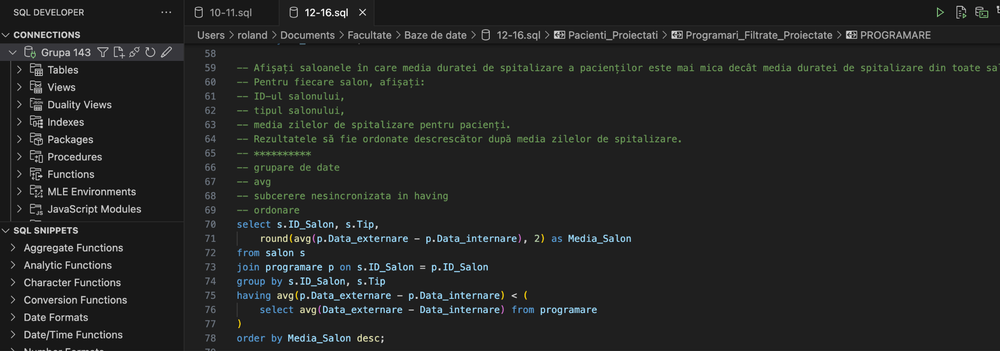 SQL DEVELOPER
CONNECTIONS
Grupa 143
Tables
Views
Duality Views
Indexes
Packages
Procedures
Functions
MLE Environments
JavaScript Modules
SQL SNIPPETS
Aggregate Functions
Analytic Functions
Character Functions
Conversion Functions
Date Formats
Date/Time Functions
Number Formats
10-11.sql
12-16.sql
Users > roland > Documents > Facultate > Baze de date > 12-16.sql > Pacienti_Proiectati > Programari_Filtrate_Proiectate > PROGRAMARE
58
59 -- Afișați saloanele în care media duratei de spitalizare a pacienților este mai mica decât media duratei de spitalizare din toate
60 -- Pentru fiecare salon, afișați:
61 -- ID-ul salonului,
62 -- tipul salonului,
63 -- media zilelor de spitalizare pentru pacienți.
64 -- Rezultatele să fie ordonate descrescător după media zilelor de spitalizare.
65 -- **********
66 -- grupare de date
67 -- avg
68 -- subcerere nesincronizata in having
69 -- ordonare
70 select s.ID_Salon, s.Tip,
71 round(avg(p.Data_externare - p.Data_internare), 2) as Media_Salon
72 from salon s
73 join programare p on s.ID_Salon = p.ID_Salon
74 group by s.ID_Salon, s.Tip
75 having avg(p.Data_externare - p.Data_internare) < (
76 select avg(Data_externare - Data_internare) from programare
77 )
78 order by Media_Salon desc;